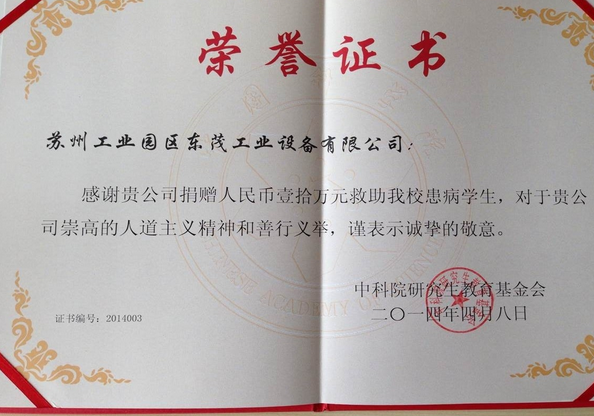 荣誉证书
苏州工业园区东茂工业设备有限公司：
感谢贵公司捐赠人民币壹拾万元救助我校患病学生，对于贵公
司崇高的人道主义精神和善行义举，谨表示诚挚的敬意。
中科院研究生教育基金会
二〇一四年四月八日
证书编号：2014003